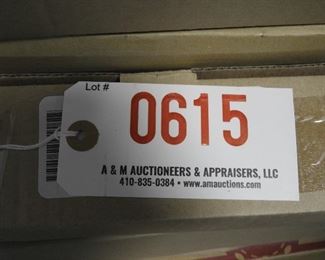 Lot #
0615
A & M AUCTIONEERS & APPRAISERS, LLC
410-835-0384 • www.amauctions.com